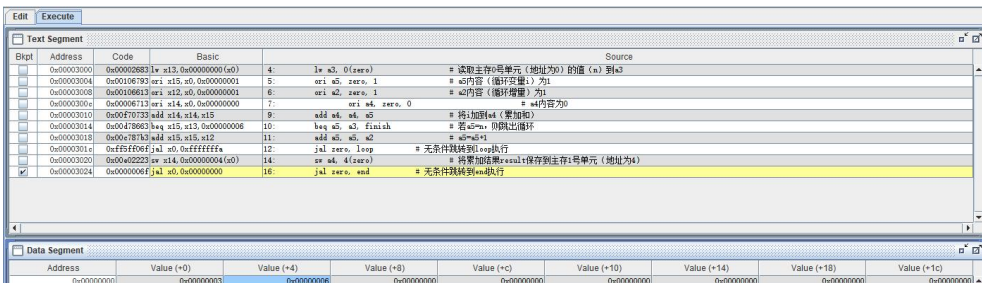 Edit Execute
Text Segment
Bkpt Address Code Basic Source
0x00003000 0x00002683 lw x13,0x00000000(x0) 4: lw a3, 0(zero) # 读取主存0号单元（地址为0）的值（n）到a3
0x00003004 0x00106793 ori x15,x0,0x00000001 5: ori a5, zero, 1 # a5内容（循环变量i）为1
0x00003008 0x00106613 ori x12,x0,0x00000001 6: ori a2, zero, 1 # a2内容（循环增量）为1
0x0000300c 0x00006713 ori x14,x0,0x00000000 7: ori a4, zero, 0 # a4内容为0
0x00003010 0x00f70733 add x14,x14,x15 9: add a4, a4, a5 # 将i加到a4（累加和）
0x00003014 0x00d78663 beq x15,x13,0x00000006 10: beq a5, a3, finish # 若a5=n，则跳出循环
0x00003018 0x00c787b3 add x15,x15,x12 11: add a5, a5, a2 # a5=a5+1
0x0000301c 0xff5ff06f jal x0,0xfffffffa 12: jal zero, loop # 无条件跳转到loop执行
0x00003020 0x00e02223 sw x14,0x00000004(x0) 14: sw a4, 4(zero) # 将累加结果result保存到主存1号单元（地址为4）
0x00003024 0x0000006f jal x0,0x00000000 16: jal zero, end # 无条件跳转到end执行
Data Segment
Address Value (+0) Value (+4) Value (+8) Value (+c) Value (+10) Value (+14) Value (+18) Value (+1c)
0x00000000 0x00000003 0x00000006 0x00000000 0x00000000 0x00000000 0x00000000 0x00000000 0x00000000